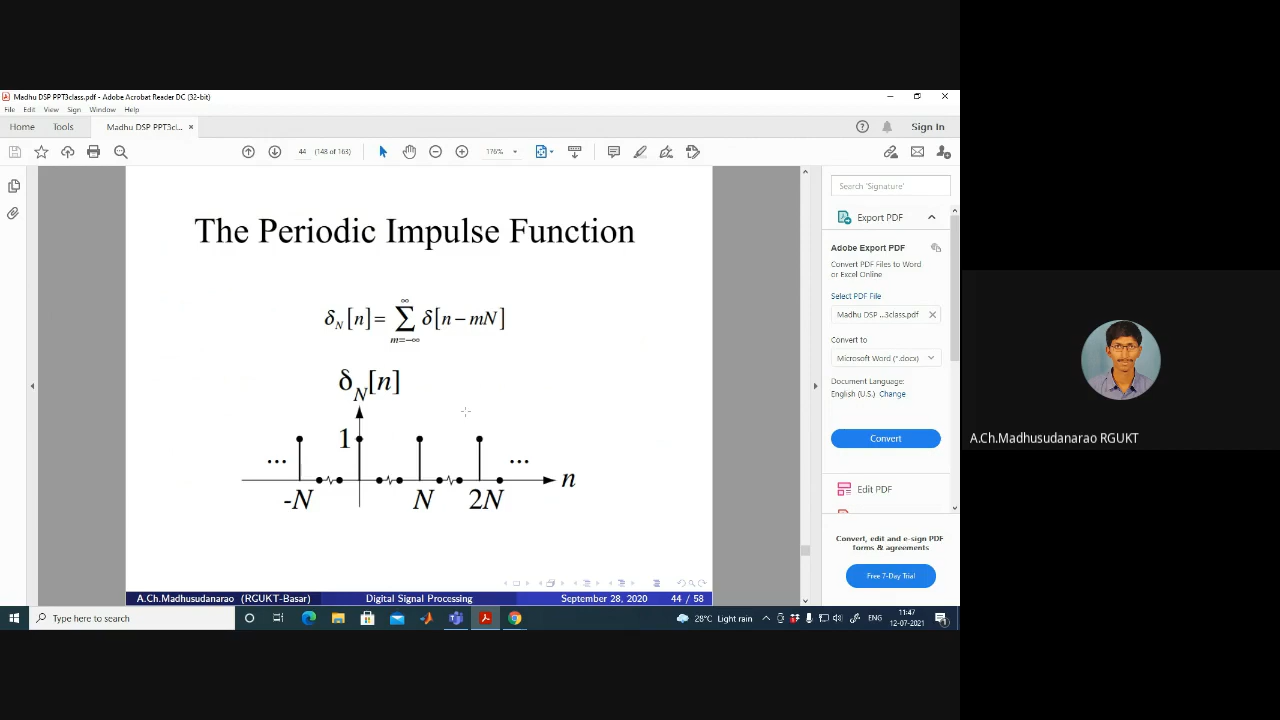 Madhu DSP PPT3class.pdf - Adobe Acrobat Reader DC (32-bit)
File Edit View Sign Window Help
Home Tools Madhu DSP PPT3cl... × Sign In
44 (148 of 163) 176%
The Periodic Impulse Function
δN[n] = ∑ m=-∞ ∞ δ[n − mN]
δN[n]
1
... ...
-N N 2N n
A.Ch.Madhusudanarao (RGUKT-Basar) Digital Signal Processing September 28, 2020 44 / 58
Search 'Signature'
Export PDF
Adobe Export PDF
Convert PDF Files to Word
or Excel Online
Select PDF File
Madhu DSP ...3class.pdf
Convert to
Microsoft Word (*.docx)
Document Language:
English (U.S.) Change
Convert
Edit PDF
Convert, edit and e-sign PDF
forms & agreements
Free 7-Day Trial
Type here to search
28°C Light rain ENG
11:47
12-07-2021
A.Ch.Madhusudanarao RGUKT